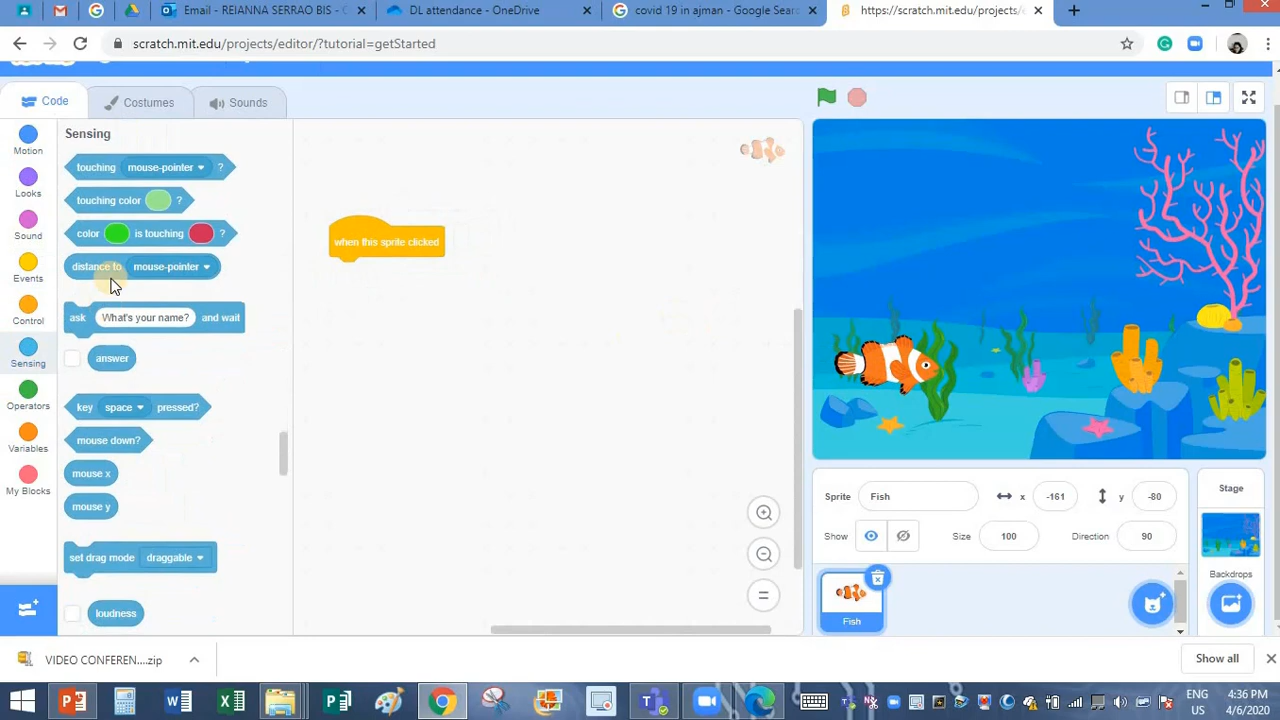 Email - REIANNA SERRAO BIS -
DL attendance - OneDrive
covid 19 in ajman - Google Sear
https://scratch.mit.edu/projects/e
scratch.mit.edu/projects/editor/?tutorial=getStarted
Code
Costumes
Sounds
Motion
Looks
Sound
Events
Control
Sensing
Operators
Variables
My Blocks
Sensing
touching mouse-pointer ?
touching color ?
color is touching ?
distance to mouse-pointer
ask What's your name? and wait
answer
key space pressed?
mouse down?
mouse x
mouse y
set drag mode draggable
loudness
when this sprite clicked
Sprite Fish x -161 y -80
Show Size 100 Direction 90
Fish
Stage
Backdrops
VIDEO CONFEREN....zip
Show all
ENG
US
4:36 PM
4/6/2020